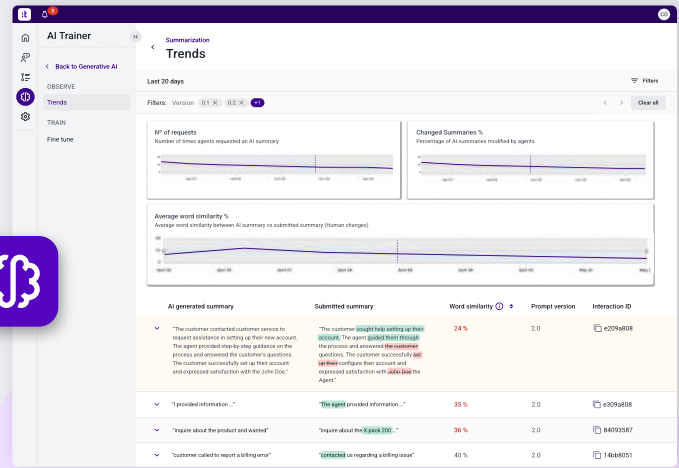 it
8
CG
AI Trainer
Back to Generative AI
OBSERVE
Trends
TRAIN
Fine tune
Summarization
Trends
Last 20 days
Filters
Filters: Version 0.1 × 0.2 × +1
Clear all
Nº of requests
Number of times agents requested an AI summary
Changed Summaries %
Percentage of AI-summaries modified by agents
Average word similarity %
Average word similarity between AI summary vs submitted summary (Human changes)
AI generated summary Submitted summary Word similarity Prompt version Interaction ID
"The customer contacted customer service to
request assistance in setting up their new account.
The agent provided step-by-step guidance on the
process and answered the customer's questions.
The customer successfully set up their account
and expressed satisfaction with the John Doe."
"The customer sought help setting up their
account. The agent guided them through
the process and answered the customer
questions. The customer successfully set
up their configure their account and
expressed satisfaction with John Doe the
Agent."
24 % 2.0 e209a808
"I provided information ..." "The agent provided information ..." 35 % 2.0 e309a808
"inquire about the product and wanted" "inquire about the X pack 200 ..." 36 % 2.0 84093587
"customer called to report a billing error" "contacted us regarding a billing issue" 40 % 2.0 14bb8051